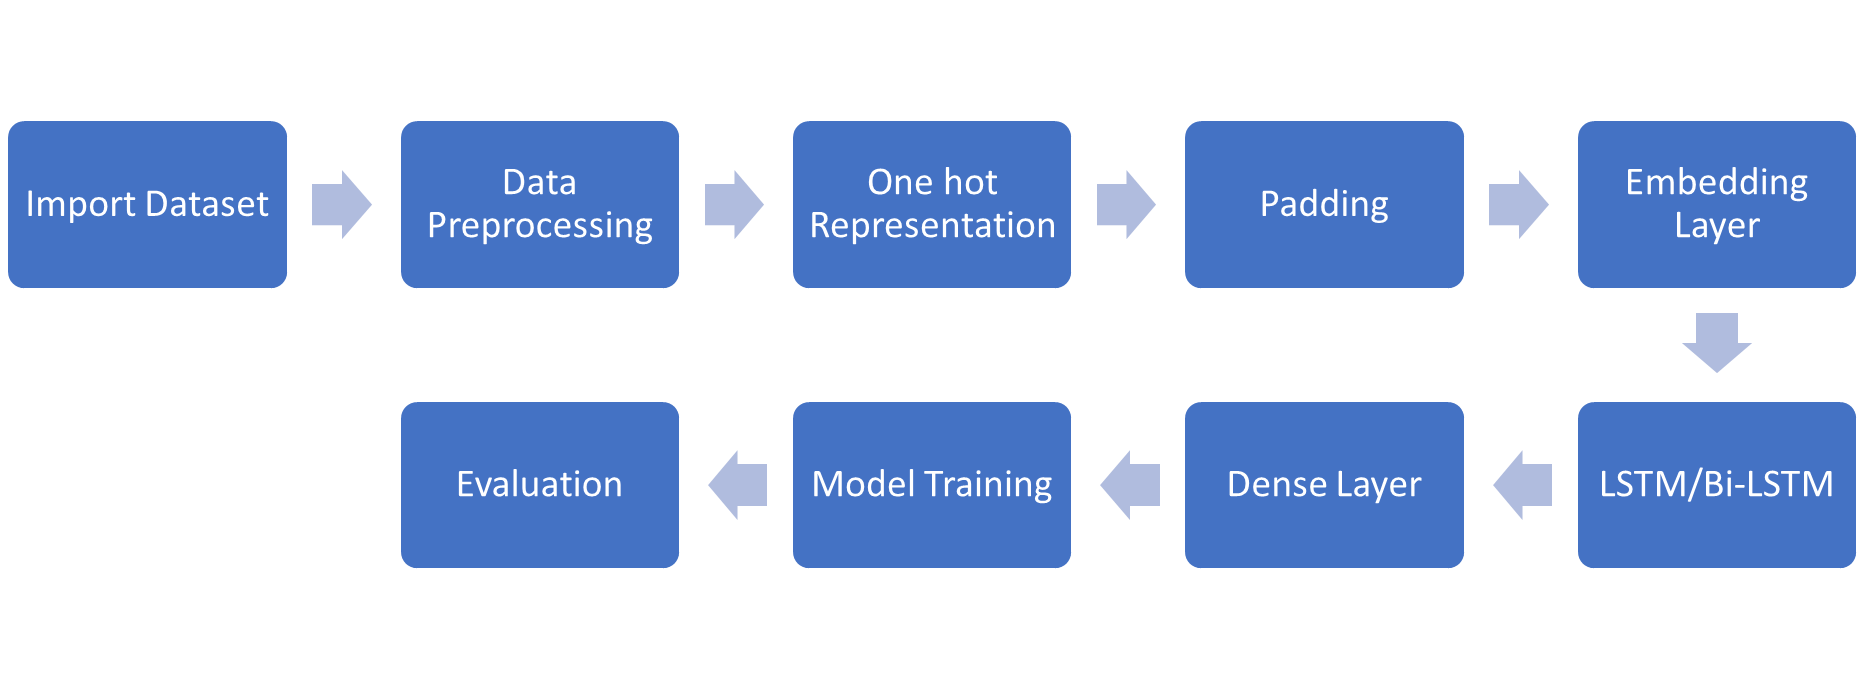 Import Dataset
Data
Preprocessing
One hot
Representation
Padding
Embedding
Layer
LSTM/Bi-LSTM
Dense Layer
Model Training
Evaluation